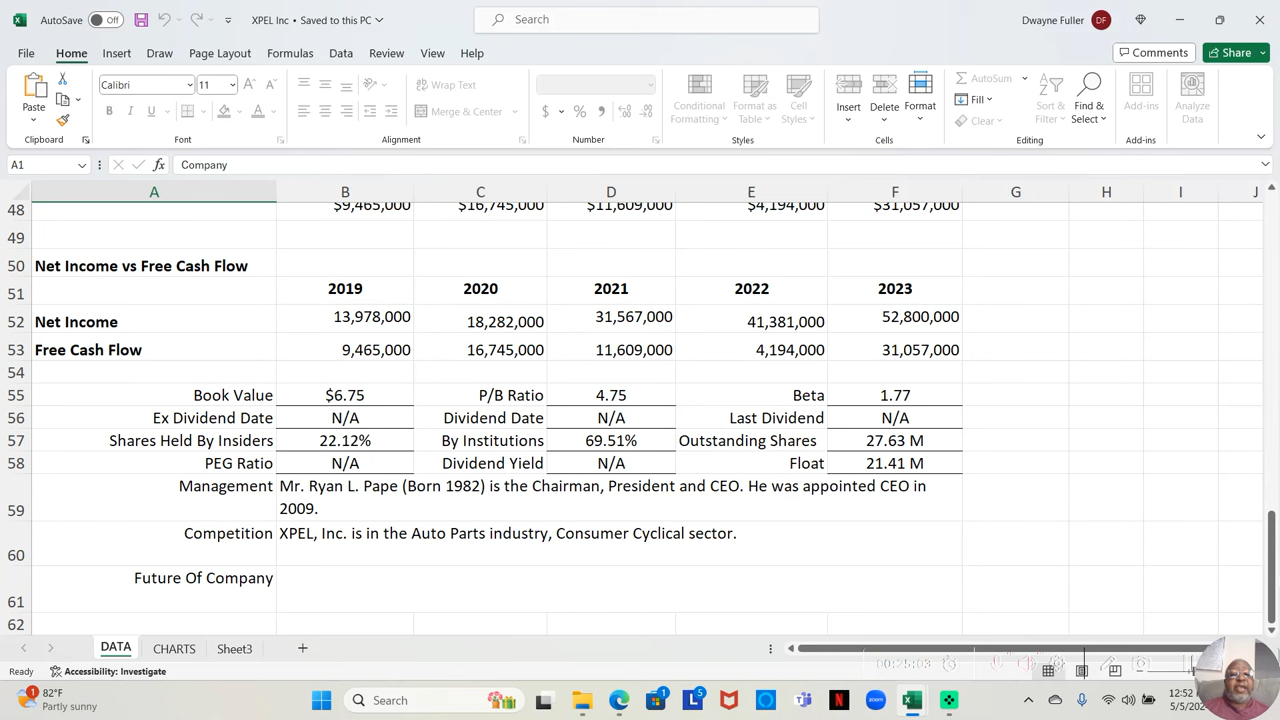 AutoSave Off XPEL Inc • Saved to this PC Search Dwayne Fuller DF
File Home Insert Draw Page Layout Formulas Data Review View Help Comments Share
Paste Calibri 11 Wrap Text Conditional Formatting Format as Table Cell Styles Insert Delete Format AutoSum Sort & Filter Find & Select Add-ins Analyze Data
B I U Merge & Center $ % Fill
Clear
Clipboard Font Alignment Number Styles Cells Editing Add-ins
A1 fx Company
A B C D E F G H I J
48 $9,465,000 $16,745,000 $11,609,000 $4,194,000 $31,057,000
49
50 Net Income vs Free Cash Flow
51 2019 2020 2021 2022 2023
52 Net Income 13,978,000 18,282,000 31,567,000 41,381,000 52,800,000
53 Free Cash Flow 9,465,000 16,745,000 11,609,000 4,194,000 31,057,000
54
55 Book Value $6.75 P/B Ratio 4.75 Beta 1.77
56 Ex Dividend Date N/A Dividend Date N/A Last Dividend N/A
57 Shares Held By Insiders 22.12% By Institutions 69.51% Outstanding Shares 27.63 M
58 PEG Ratio N/A Dividend Yield N/A Float 21.41 M
Management Mr. Ryan L. Pape (Born 1982) is the Chairman, President and CEO. He was appointed CEO in
59 2009.
Competition XPEL, Inc. is in the Auto Parts industry, Consumer Cyclical sector.
60
Future Of Company
61
62
DATA CHARTS Sheet3
Ready Accessibility: Investigate 00:25:03
1 82°F Search 1 5 zoom 12:52
Partly sunny 5/5/2